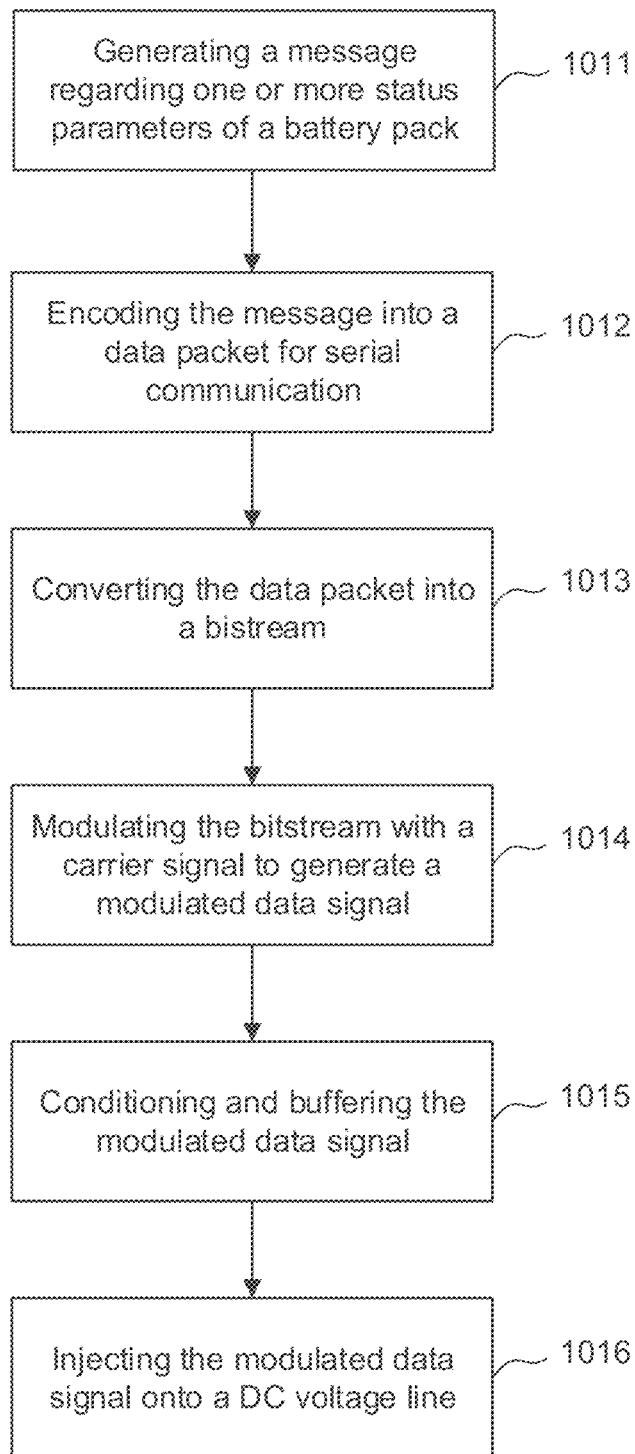 Generating a message
regarding one or more status
parameters of a battery pack
1011
Encoding the message into a
data packet for serial
communication
1012
Converting the data packet into
a bistream
1013
Modulating the bitstream with a
carrier signal to generate a
modulated data signal
1014
Conditioning and buffering the
modulated data signal
1015
Injecting the modulated data
signal onto a DC voltage line
1016